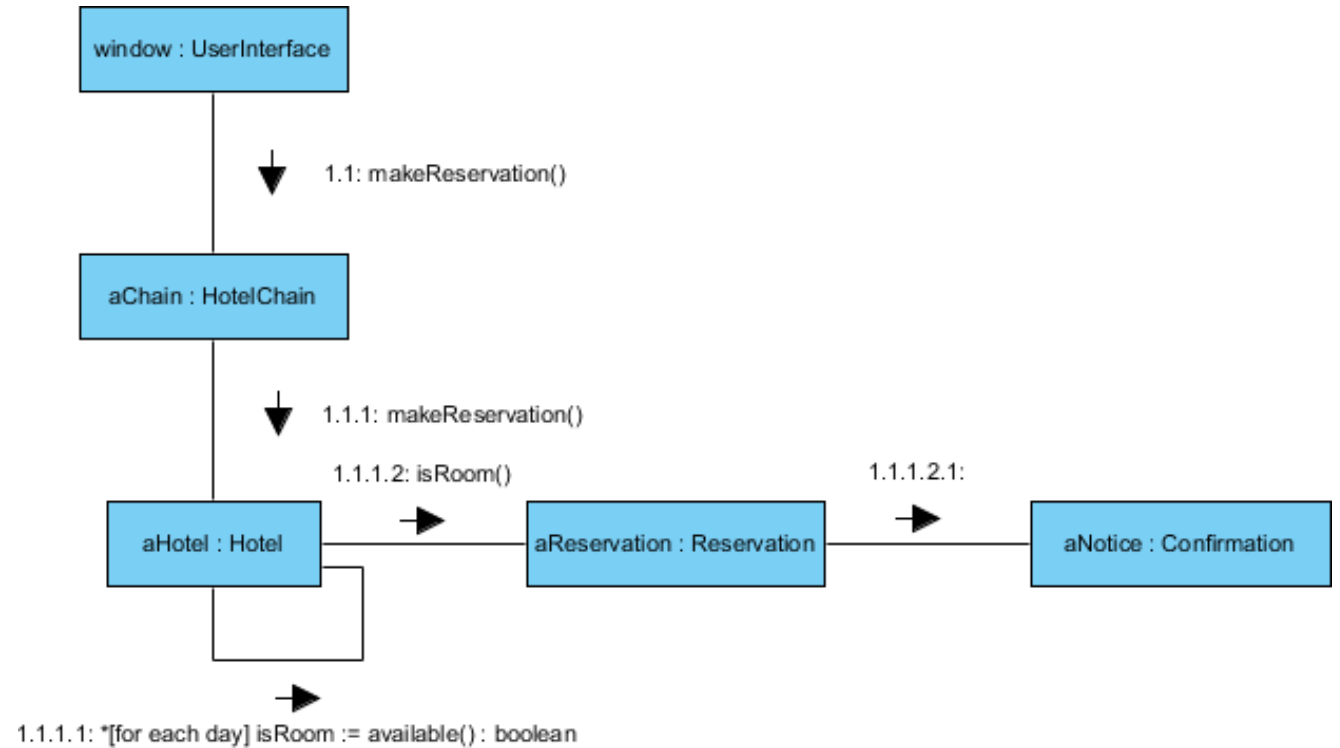 window : UserInterface
1.1: makeReservation()
aChain : HotelChain
1.1.1: makeReservation()
1.1.1.2: isRoom()
1.1.1.2.1:
aHotel : Hotel
aReservation : Reservation
aNotice : Confirmation
1.1.1.1: *[for each day] isRoom := available() : boolean